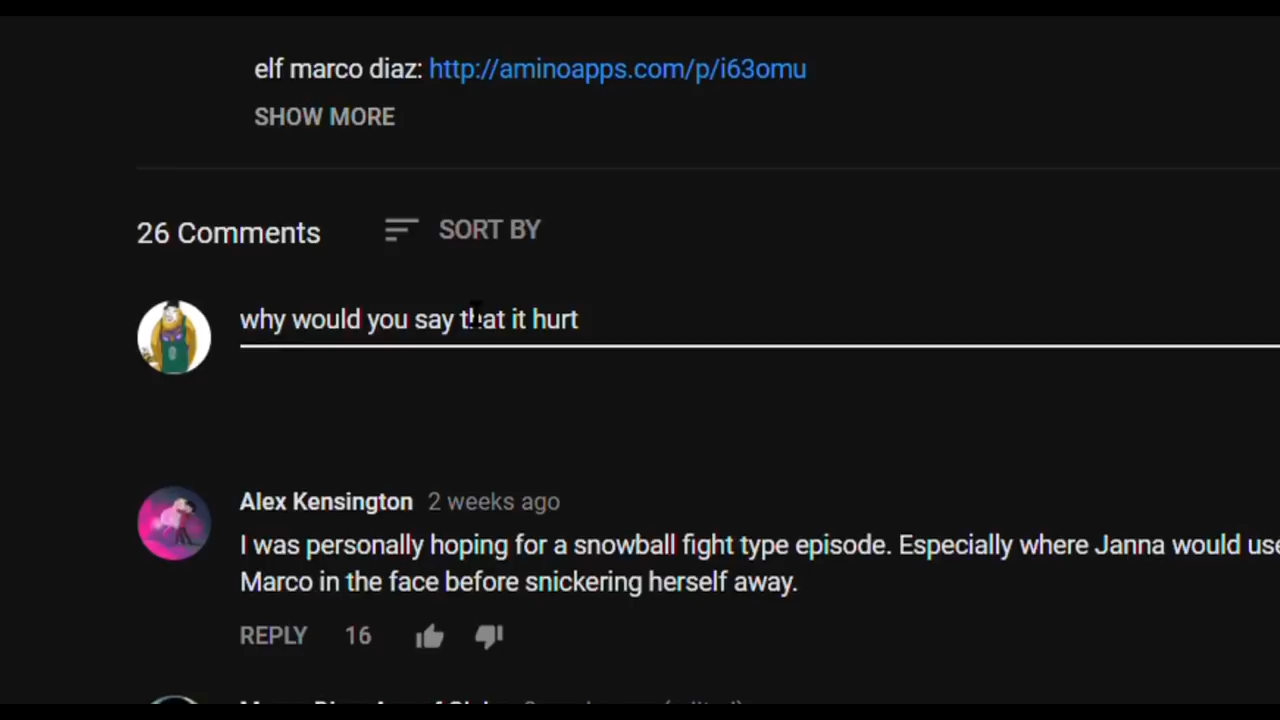 elf marco diaz: http://aminoapps.com/p/i63omu
SHOW MORE
26 Comments SORT BY
why would you say that it hurt
Alex Kensington 2 weeks ago
I was personally hoping for a snowball fight type episode. Especially where Janna would use
Marco in the face before snickering herself away.
REPLY 16